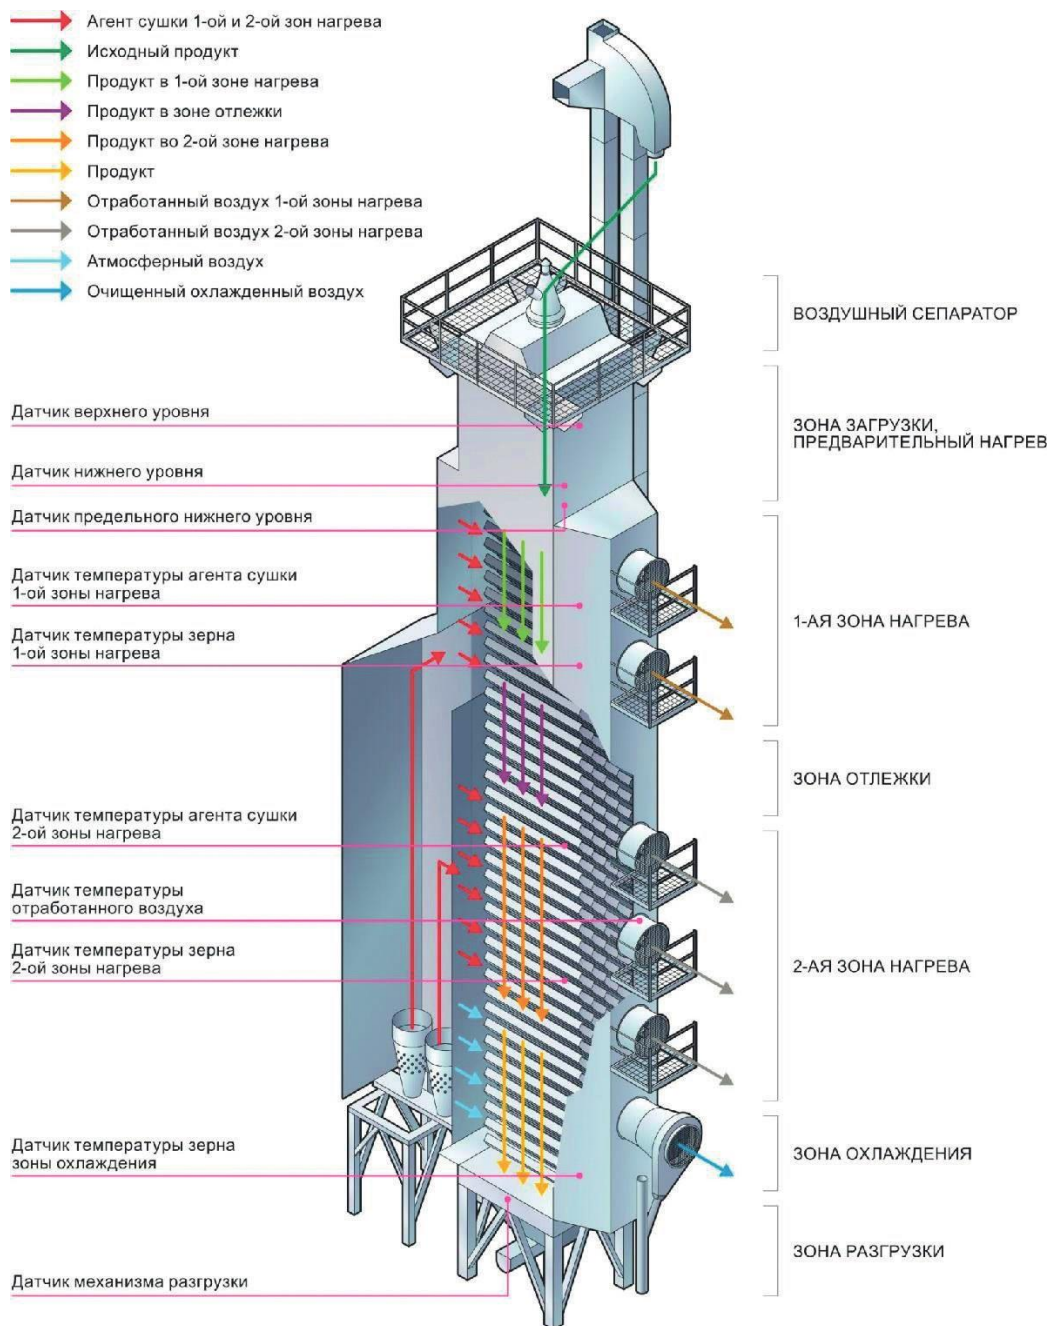 Агент сушки 1-ой и 2-ой зон нагрева
Исходный продукт
Продукт в 1-ой зоне нагрева
Продукт в зоне отлежки
Продукт во 2-ой зоне нагрева
Продукт
Отработанный воздух 1-ой зоны нагрева
Отработанный воздух 2-ой зоны нагрева
Атмосферный воздух
Очищенный охлажденный воздух
Датчик верхнего уровня
Датчик нижнего уровня
Датчик предельного нижнего уровня
Датчик температуры агента сушки
1-ой зоны нагрева
Датчик температуры зерна
1-ой зоны нагрева
Датчик температуры агента сушки
2-ой зоны нагрева
Датчик температуры
отработанного воздуха
Датчик температуры зерна
2-ой зоны нагрева
Датчик температуры зерна
зоны охлаждения
Датчик механизма разгрузки
ВОЗДУШНЫЙ СЕПАРАТОР
ЗОНА ЗАГРУЗКИ,
ПРЕДВАРИТЕЛЬНЫЙ НАГРЕВ
1-АЯ ЗОНА НАГРЕВА
ЗОНА ОТЛЕЖКИ
2-АЯ ЗОНА НАГРЕВА
ЗОНА ОХЛАЖДЕНИЯ
ЗОНА РАЗГРУЗКИ